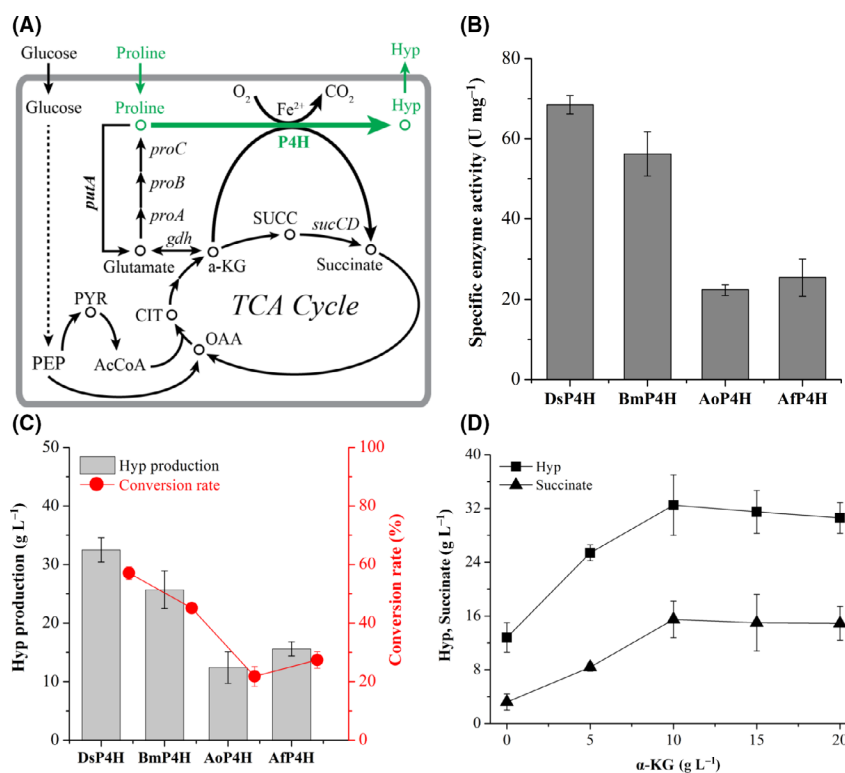 (A)
Glucose
Proline
Hyp
Glucose
Proline
O2
Fe2+
CO2
Hyp
P4H
putA
proC
proB
proA
gdh
Glutamate
a-KG
SUCC
sucCD
Succinate
PYR
CIT
TCA Cycle
OAA
PEP
AcCoA
(B)
Specific enzyme activity (U mg⁻¹)
80
60
40
20
0
DsP4H
BmP4H
AoP4H
AfP4H
(C)
Hyp production (g L⁻¹)
50
40
30
20
10
0
Hyp production
Conversion rate
100
80
60
40
20
0
Conversion rate (%)
DsP4H
BmP4H
AoP4H
AfP4H
(D)
Hyp, Succinate (g L⁻¹)
40
32
24
16
8
0
Hyp
Succinate
0
5
10
15
20
α-KG (g L⁻¹)